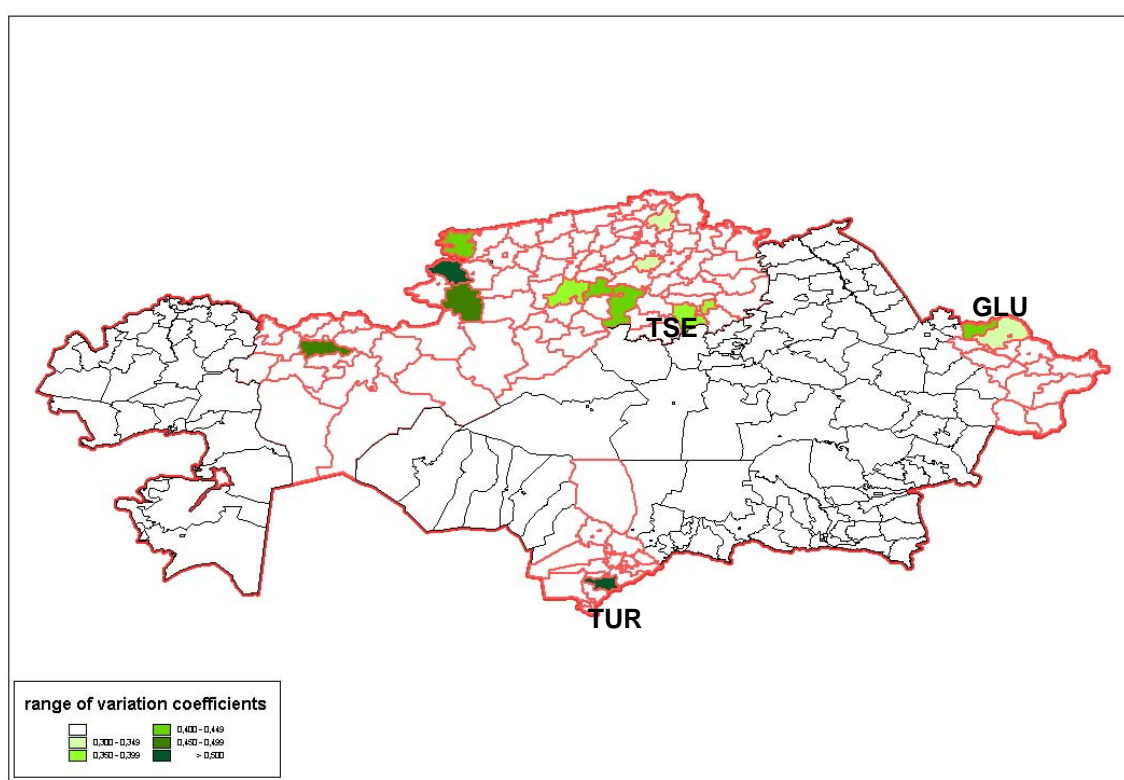 GLU
TSE
TUR
range of variation coefficients
0,300 - 0,349
0,350 - 0,399
0,400 - 0,449
0,450 - 0,499
> 0,500